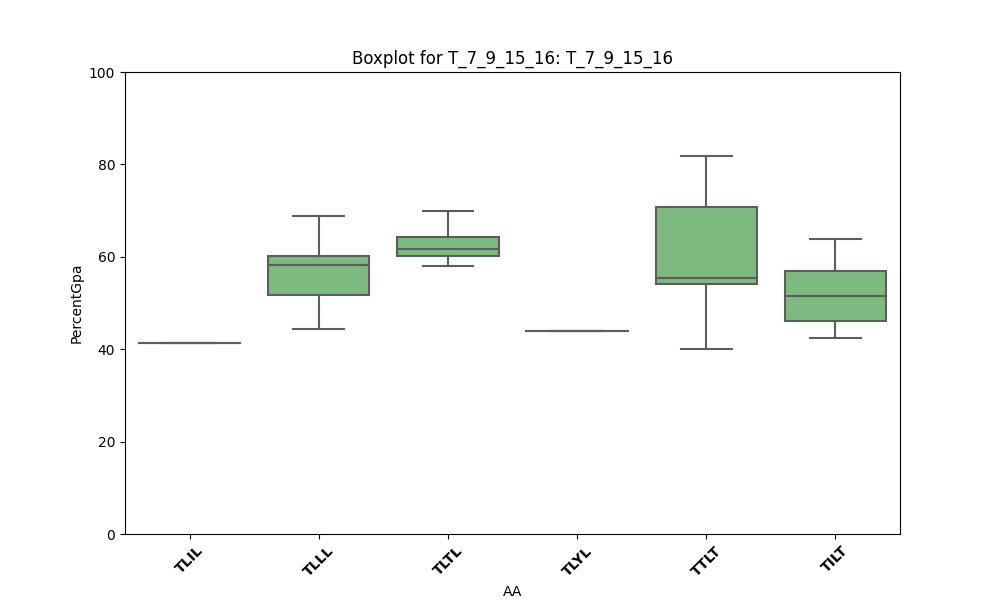 Boxplot for T_7_9_15_16: T_7_9_15_16
100
80
60
40
20
0
PercentGpa
TLIL
TLLL
TLTL
TLYL
TTLT
TILT
AA